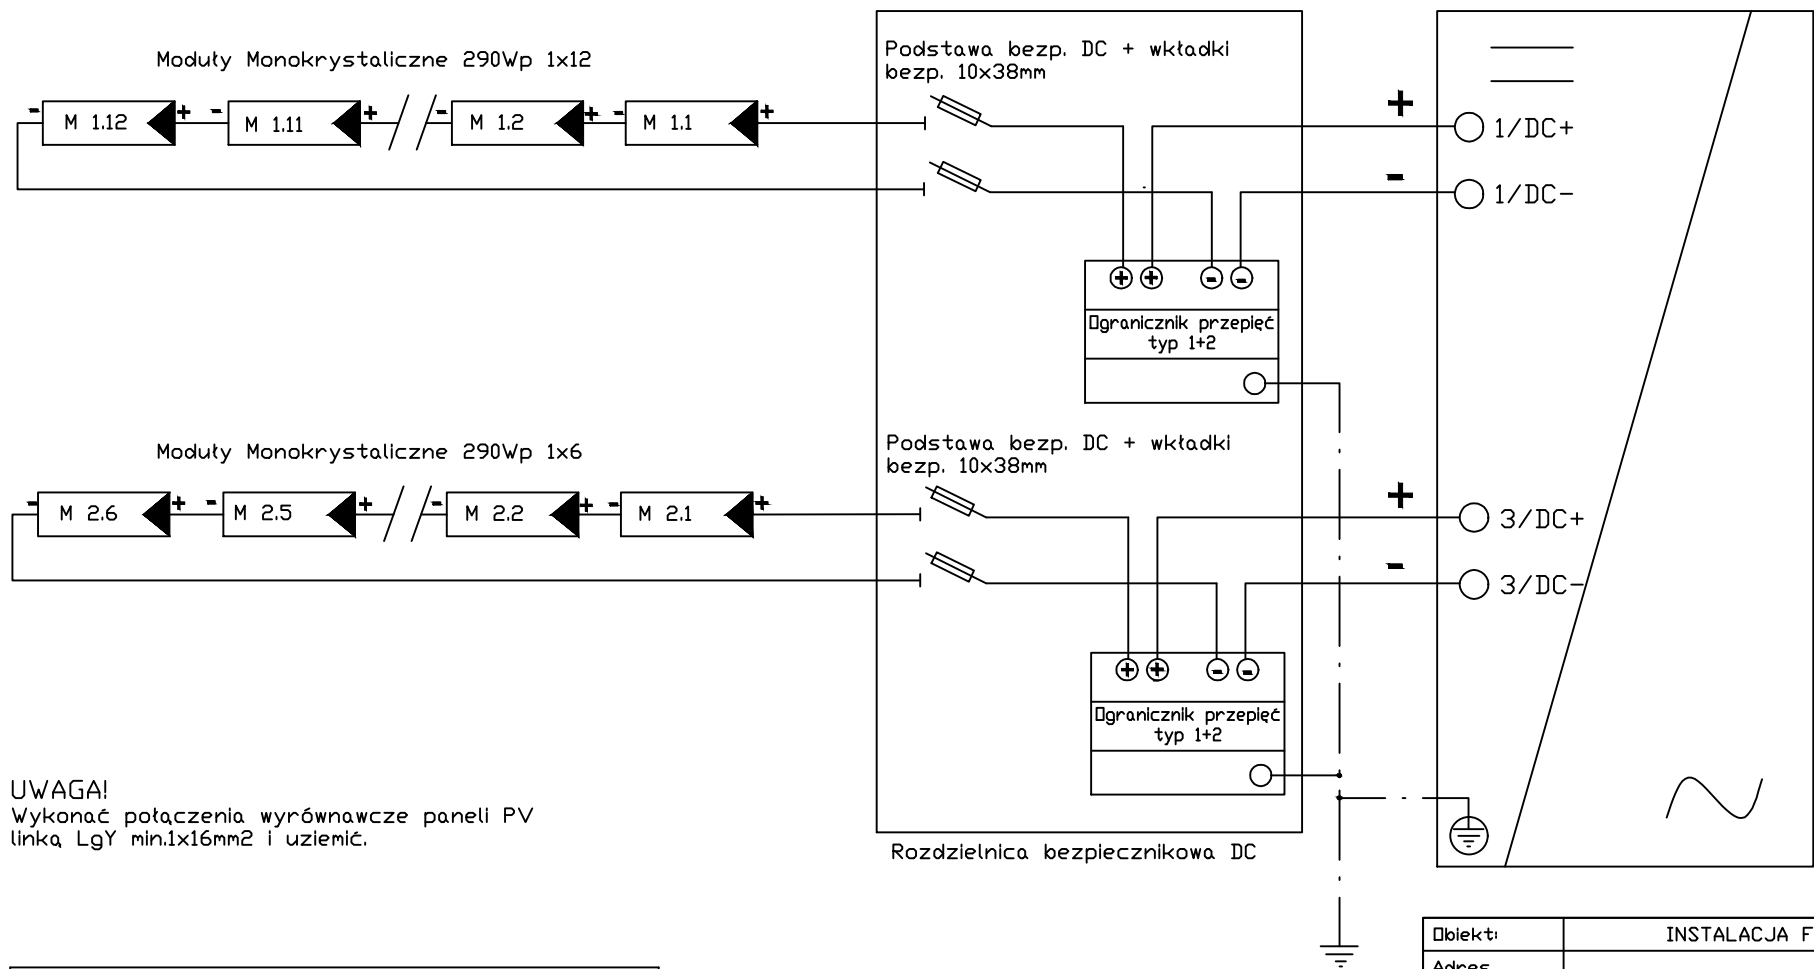 Moduły Monokrystaliczne 290Wp 1x12
- M 1.12 + - M 1.11 + - M 1.2 + - M 1.1 +
Podstawa bezp. DC + wkładki
bezp. 10x38mm
+
1/DC+
-
1/DC-
+ + - -
Ogranicznik przepięć
typ 1+2
Moduły Monokrystaliczne 290Wp 1x6
- M 2.6 + - M 2.5 + - M 2.2 + - M 2.1 +
Podstawa bezp. DC + wkładki
bezp. 10x38mm
+
3/DC+
-
3/DC-
+ + - -
Ogranicznik przepięć
typ 1+2
UWAGA!
Wykonać połączenia wyrównawcze paneli PV
linką LgY min.1x16mm2 i uziemić.
Rozdzielnica bezpiecznikowa DC
Obiekt: INSTALACJA F
Adres